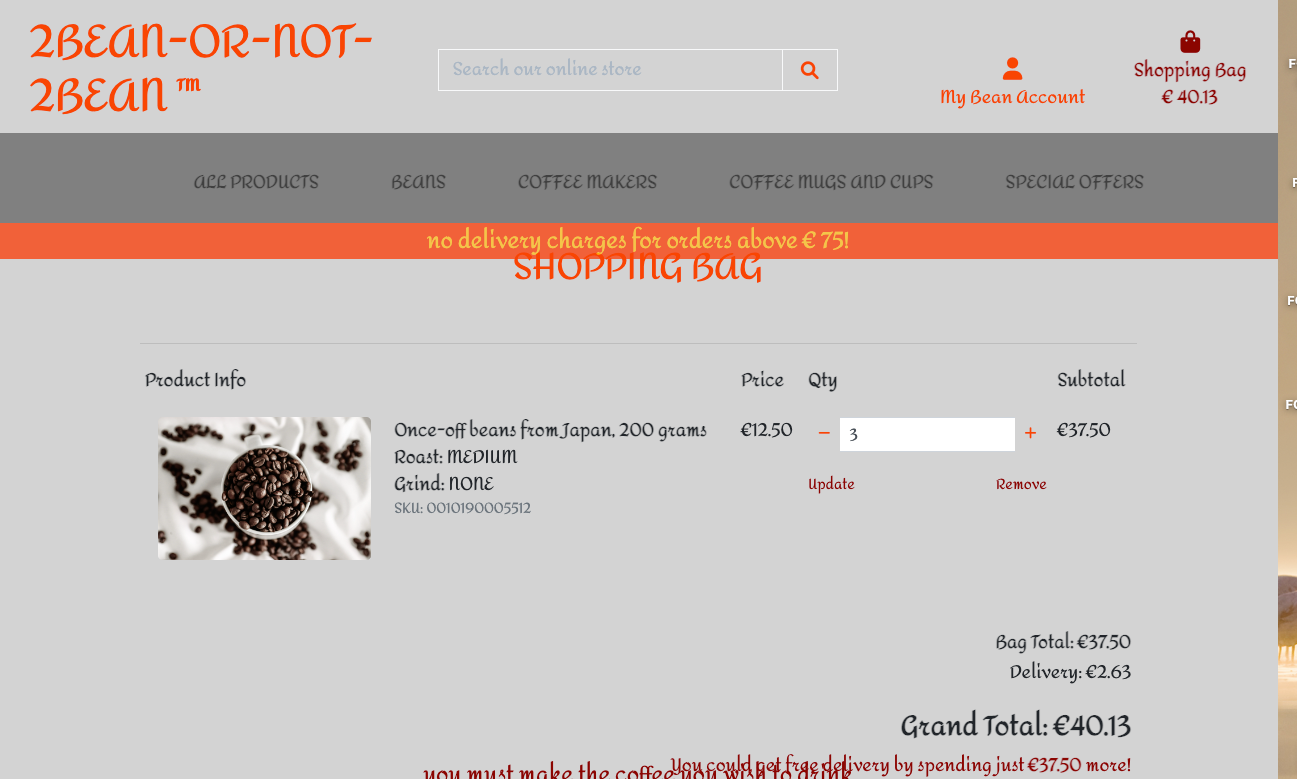 2BEAN-OR-NOT-
2BEAN ™
Search our online store
My Bean Account
Shopping Bag
€ 40.13
ALL PRODUCTS BEANS COFFEE MAKERS COFFEE MUGS AND CUPS SPECIAL OFFERS
no delivery charges for orders above € 75!
SHOPPING BAG
Product Info Price Qty Subtotal
Once-off beans from Japan, 200 grams €12.50 − 3 + €37.50
Roast: MEDIUM
Grind: NONE
Update Remove
SKU: 0010190005512
Bag Total: €37.50
Delivery: €2.63
Grand Total: €40.13
You could get free delivery by spending just €37.50 more!
you must make the coffee you wish to drink